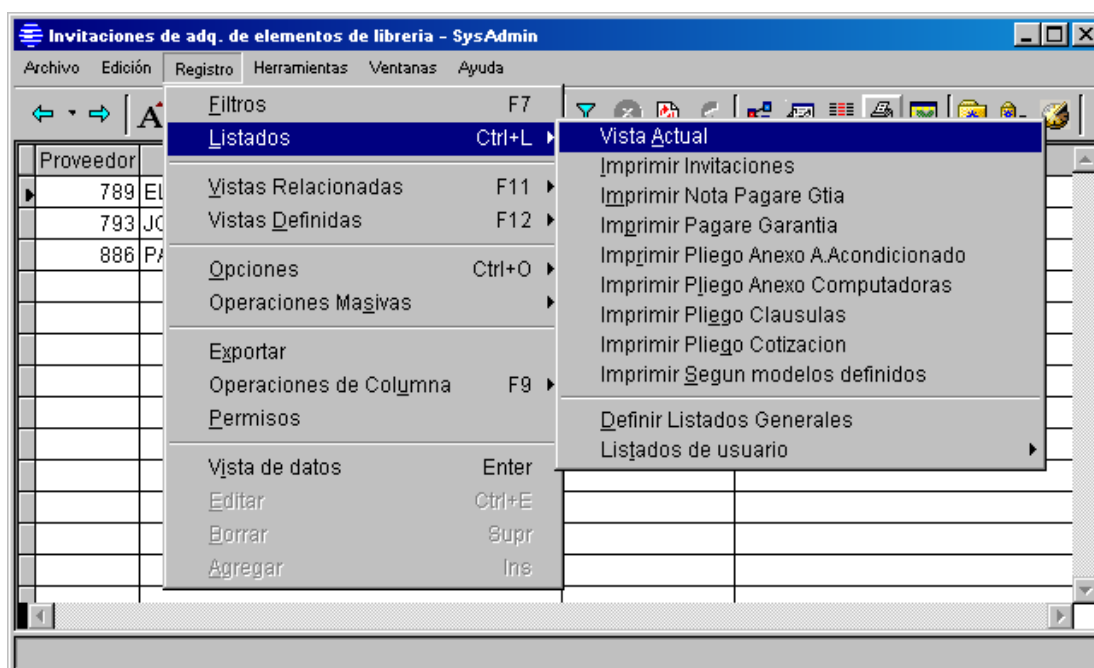 Invitaciones de adq. de elementos de libreria - SysAdmin
Archivo Edición Registro Herramientas Ventanas Ayuda
Filtros F7
Listados Ctrl+L
Vistas Relacionadas F11
Vistas Definidas F12
Opciones Ctrl+O
Operaciones Masivas
Exportar
Operaciones de Columna F9
Permisos
Vista de datos Enter
Editar Ctrl+E
Borrar Supr
Agregar Ins
Vista Actual
Imprimir Invitaciones
Imprimir Nota Pagare Gtia
Imprimir Pagare Garantia
Imprimir Pliego Anexo A.Acondicionado
Imprimir Pliego Anexo Computadoras
Imprimir Pliego Clausulas
Imprimir Pliego Cotizacion
Imprimir Segun modelos definidos
Definir Listados Generales
Listados de usuario
Proveedor
789
793
886